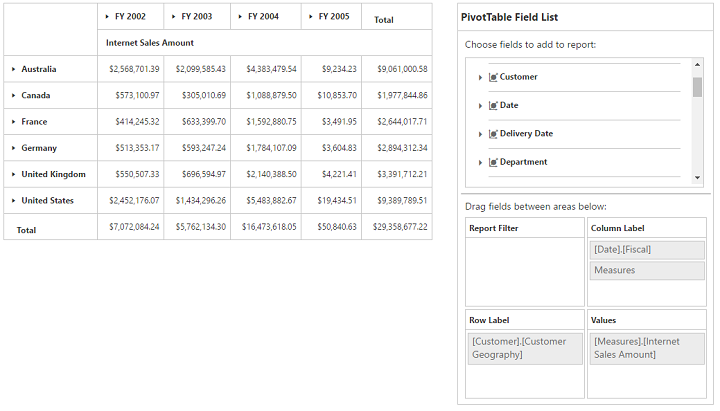 FY 2002 FY 2003 FY 2004 FY 2005 Total
Internet Sales Amount
Australia $2,568,701.39 $2,099,585.43 $4,383,479.54 $9,234.23 $9,061,000.58
Canada $573,100.97 $305,010.69 $1,088,879.50 $10,853.70 $1,977,844.86
France $414,245.32 $633,399.70 $1,592,880.75 $3,491.95 $2,644,017.71
Germany $513,353.17 $593,247.24 $1,784,107.09 $3,604.83 $2,894,312.34
United Kingdom $550,507.33 $696,594.97 $2,140,388.50 $4,221.41 $3,391,712.21
United States $2,452,176.07 $1,434,296.26 $5,483,882.67 $19,434.51 $9,389,789.51
Total $7,072,084.24 $5,762,134.30 $16,473,618.05 $50,840.63 $29,358,677.22
PivotTable Field List
Choose fields to add to report:
Customer
Date
Delivery Date
Department
Drag fields between areas below:
Report Filter
Column Label
[Date].[Fiscal]
Measures
Row Label
[Customer].[Customer
Geography]
Values
[Measures].[Internet
Sales Amount]